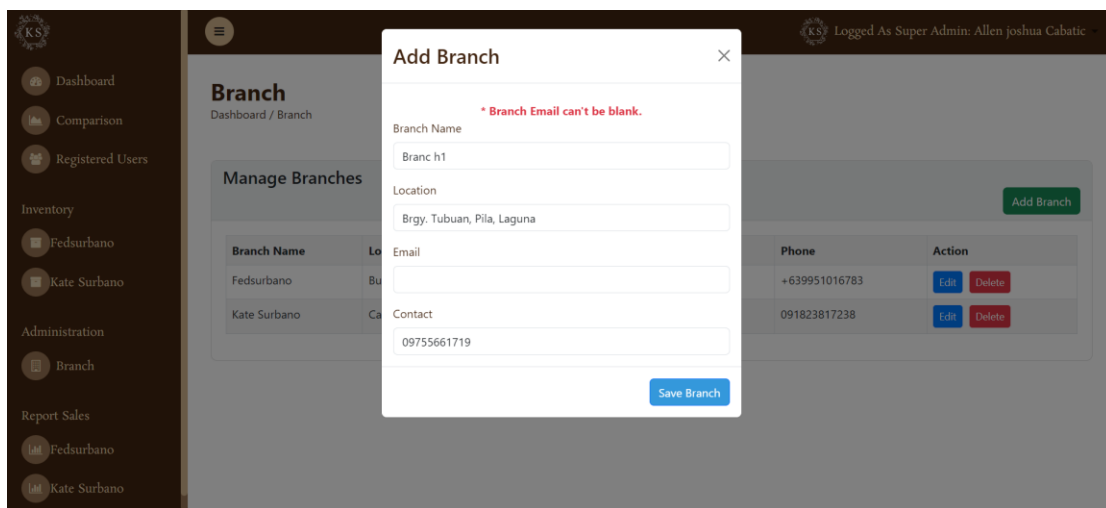 KS
KS Logged As Super Admin: Allen joshua Cabatic
Dashboard
Comparison
Registered Users
Inventory
Fedsurbano
Kate Surbano
Administration
Branch
Report Sales
Fedsurbano
Kate Surbano
Branch
Dashboard / Branch
Manage Branches
Add Branch
Branch Name Lo Phone Action
Fedsurbano Bu +639951016783 Edit Delete
Kate Surbano Ca 091823817238 Edit Delete
Add Branch
* Branch Email can't be blank.
Branch Name
Branc h1
Location
Brgy. Tubuan, Pila, Laguna
Email
Contact
09755661719
Save Branch